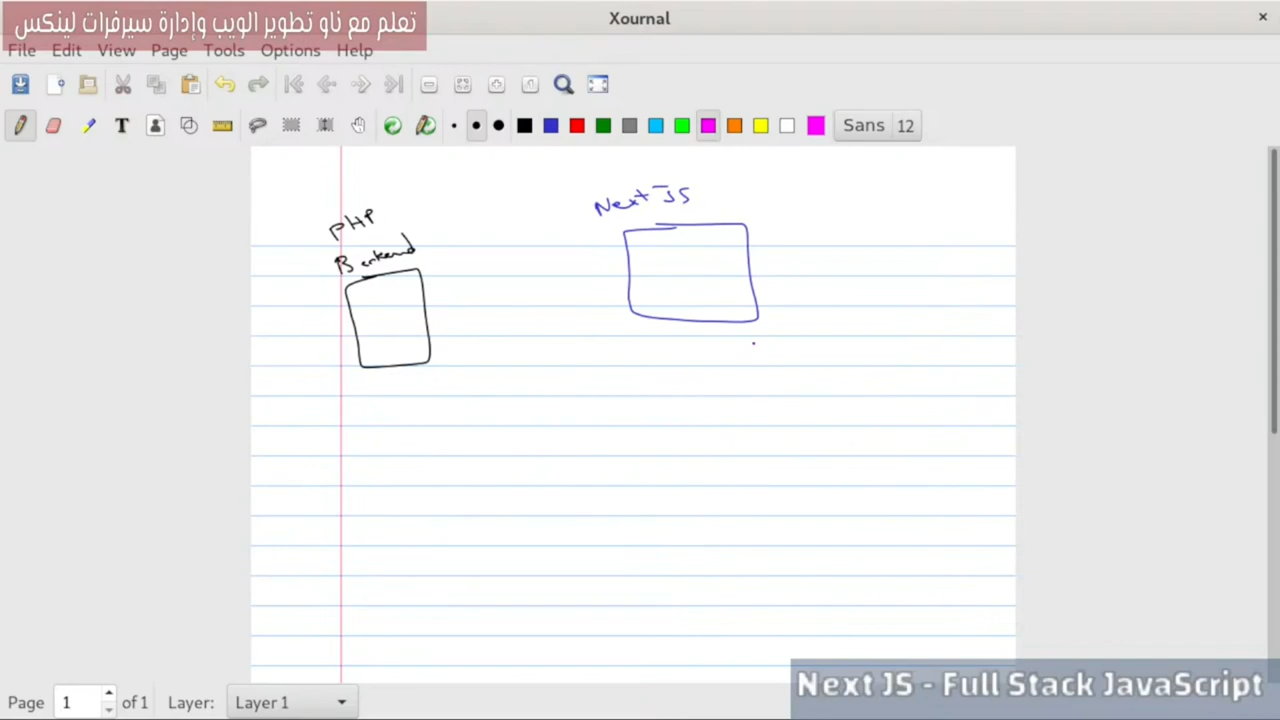 تعلم مع ناو تطوير الويب وإدارة سيرفرات لينكس
Xournal
File Edit View Page Tools Options Help
Sans 12
Next JS
PHP
Backend
Page 1 of 1 Layer: Layer 1
Next JS - Full Stack JavaScript